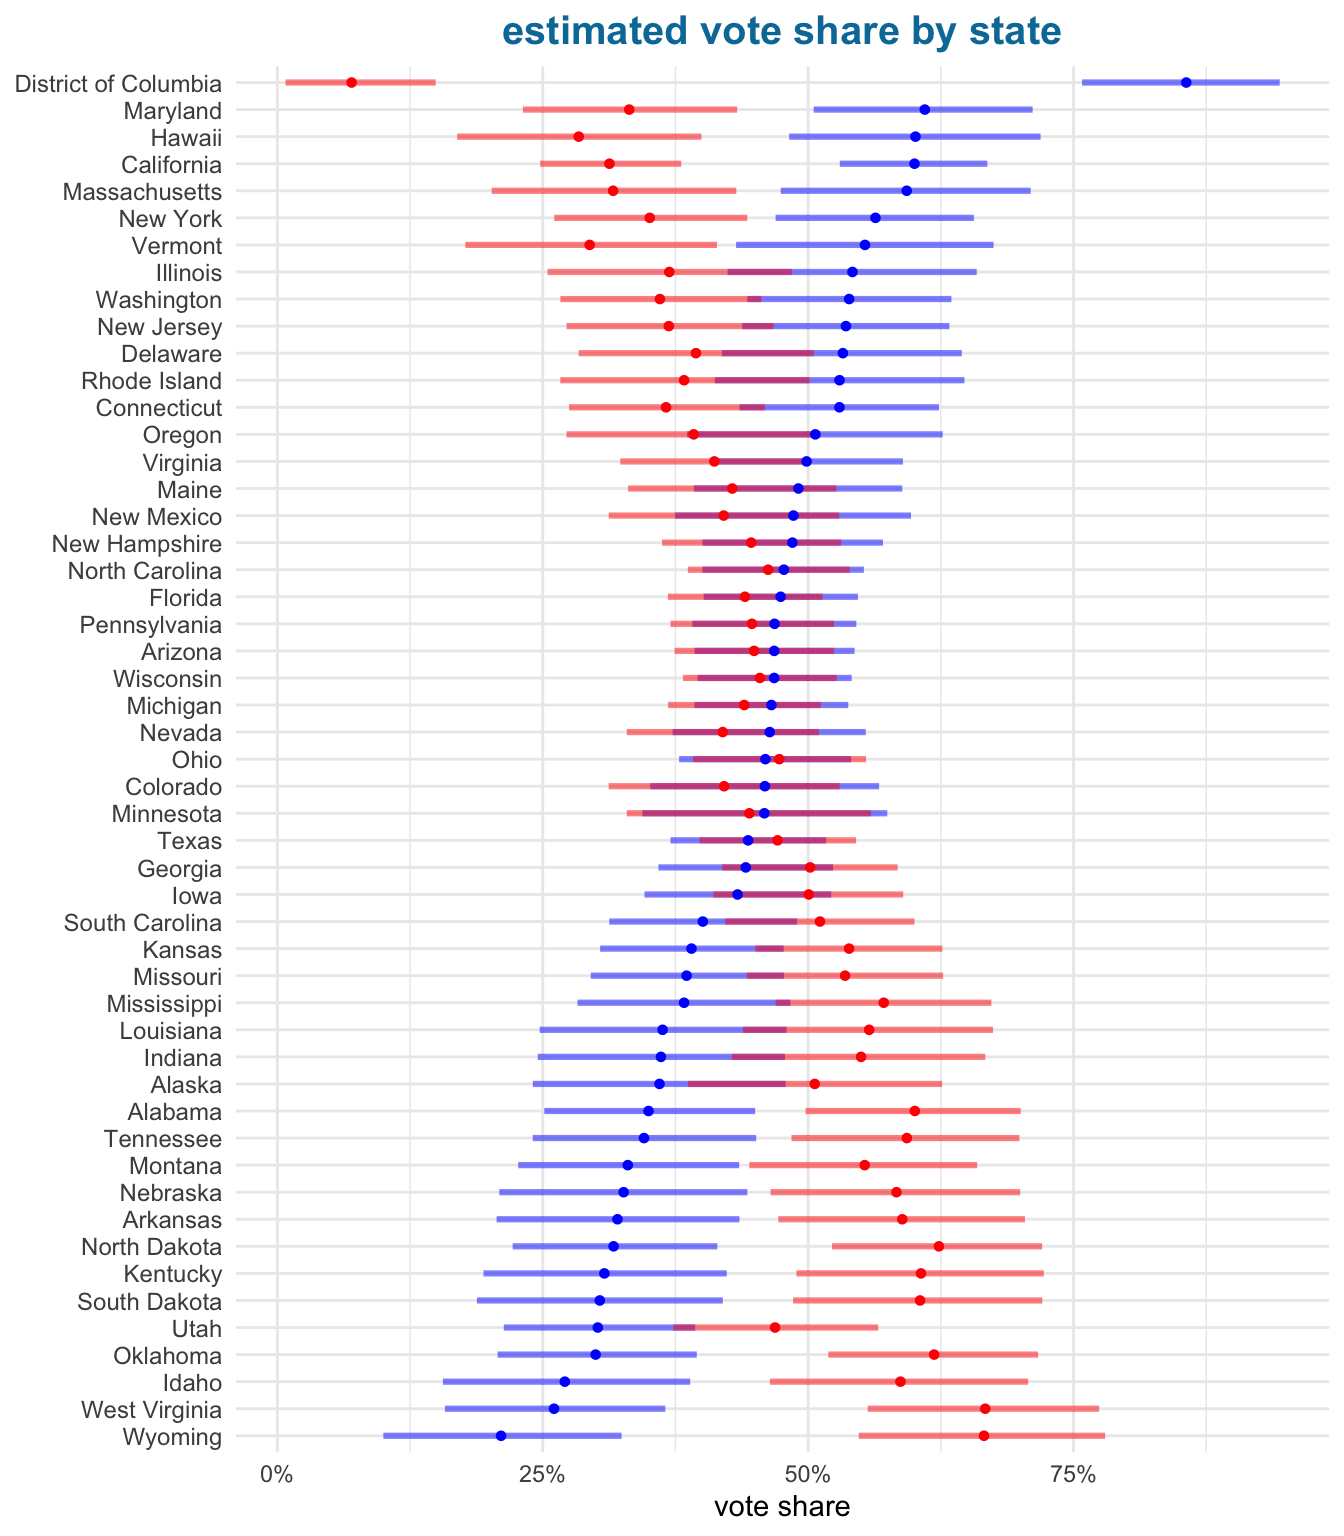 estimated vote share by state
District of Columbia
Maryland
Hawaii
California
Massachusetts
New York
Vermont
Illinois
Washington
New Jersey
Delaware
Rhode Island
Connecticut
Oregon
Virginia
Maine
New Mexico
New Hampshire
North Carolina
Florida
Pennsylvania
Arizona
Wisconsin
Michigan
Nevada
Ohio
Colorado
Minnesota
Texas
Georgia
Iowa
South Carolina
Kansas
Missouri
Mississippi
Louisiana
Indiana
Alaska
Alabama
Tennessee
Montana
Nebraska
Arkansas
North Dakota
Kentucky
South Dakota
Utah
Oklahoma
Idaho
West Virginia
Wyoming
0% 25% 50% 75%
vote share